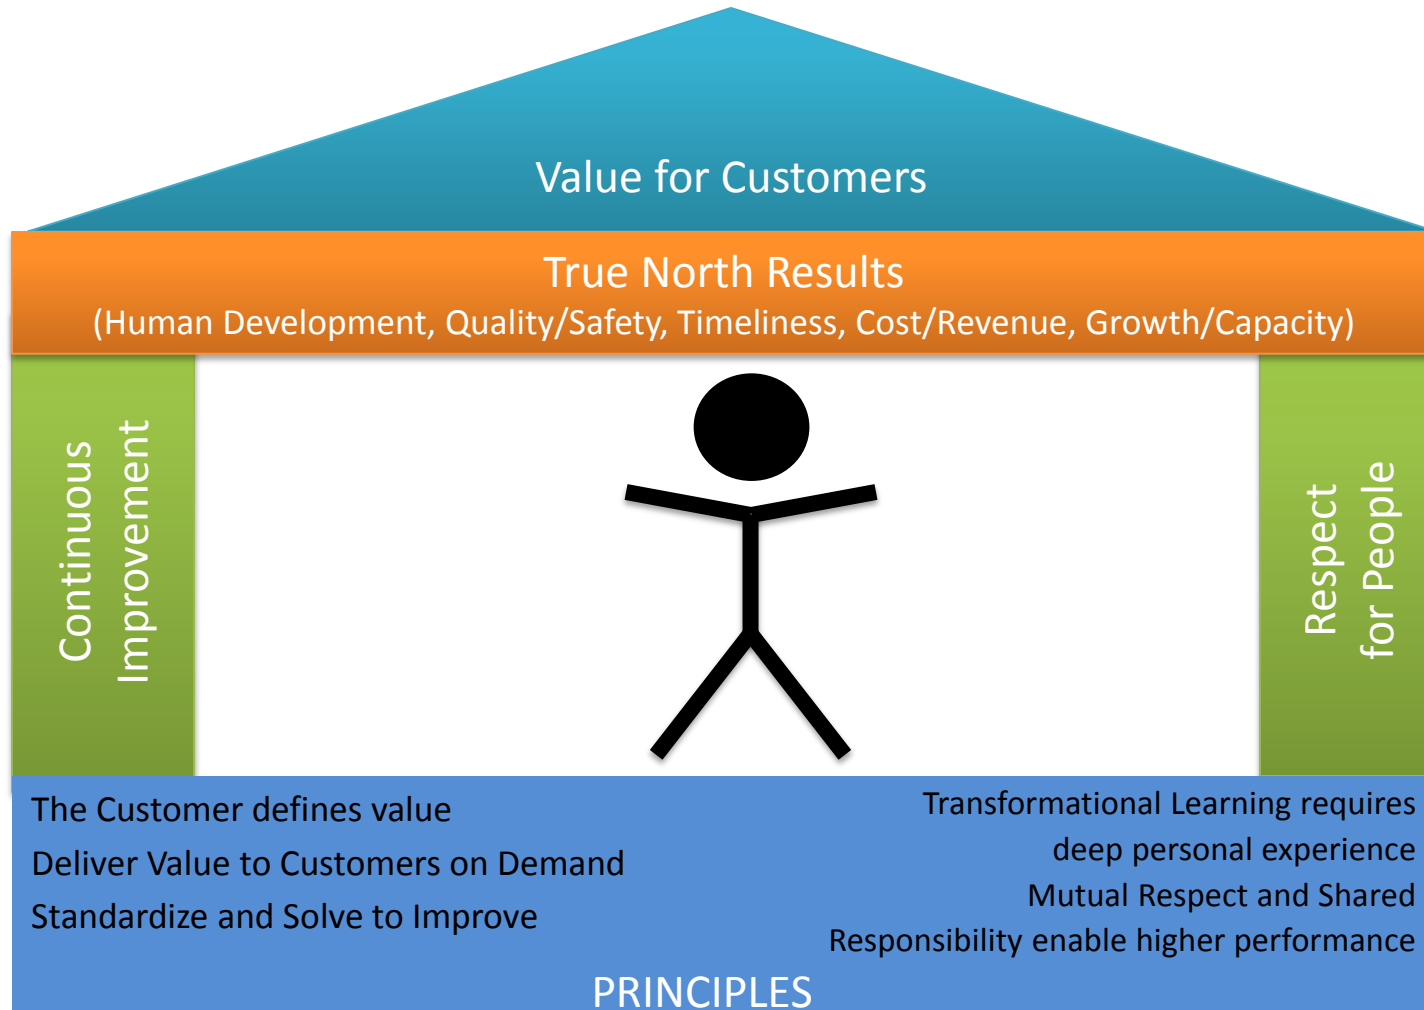 Value for Customers
True North Results
(Human Development, Quality/Safety, Timeliness, Cost/Revenue, Growth/Capacity)
Continuous
Improvement
Respect
for People
The Customer defines value
Deliver Value to Customers on Demand
Standardize and Solve to Improve
Transformational Learning requires
deep personal experience
Mutual Respect and Shared
Responsibility enable higher performance
PRINCIPLES